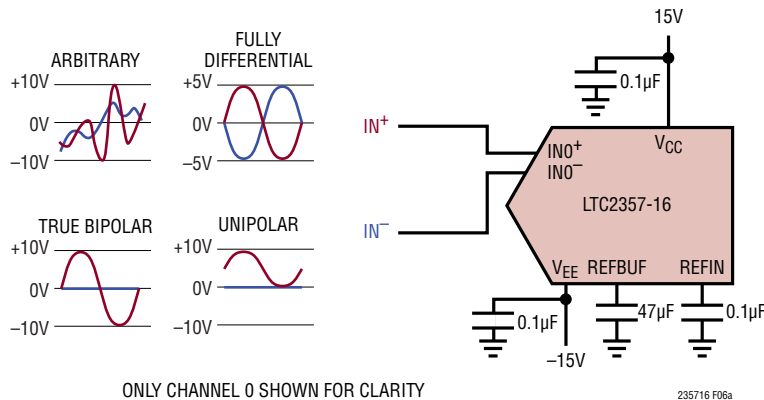 ARBITRARY
+10V
0V
–10V
FULLY
DIFFERENTIAL
+5V
0V
–5V
TRUE BIPOLAR
+10V
0V
–10V
UNIPOLAR
+10V
0V
–10V
IN+
IN–
15V
0.1µF
VCC
IN0+
IN0–
LTC2357-16
VEE REFBUF REFIN
0.1µF
47µF
0.1µF
–15V
ONLY CHANNEL 0 SHOWN FOR CLARITY
235716 F06a